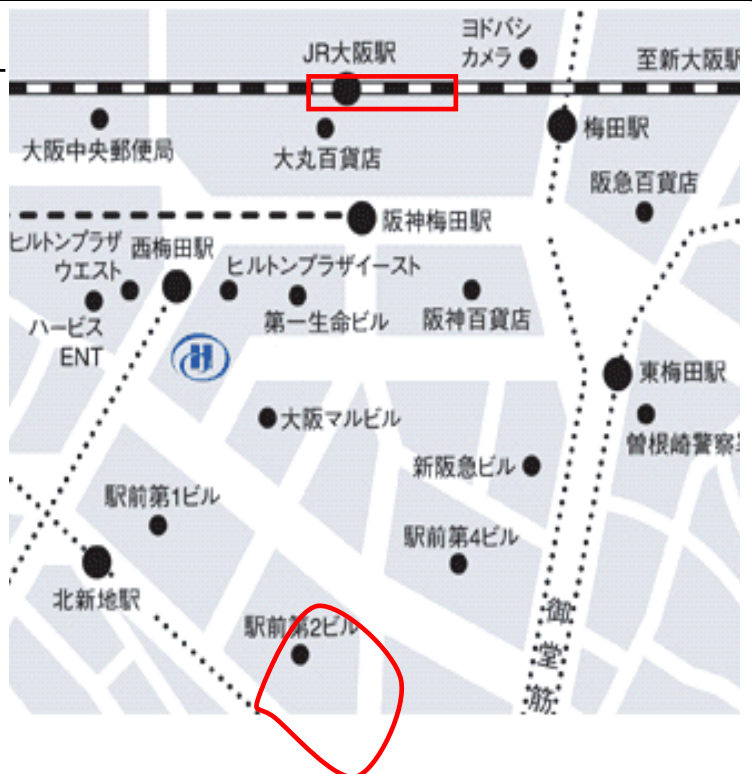 ヨドバシ
カメラ
JR大阪駅
至新大阪駅
大阪中央郵便局
大丸百貨店
梅田駅
阪急百貨店
阪神梅田駅
ヒルトンプラザ
ウエスト
西梅田駅
ヒルトンプラザイースト
ハービス
ENT
第一生命ビル
阪神百貨店
H
東梅田駅
大阪マルビル
曽根崎警察
新阪急ビル
駅前第1ビル
駅前第4ビル
北新地駅
駅前第2ビル
御
堂
筋